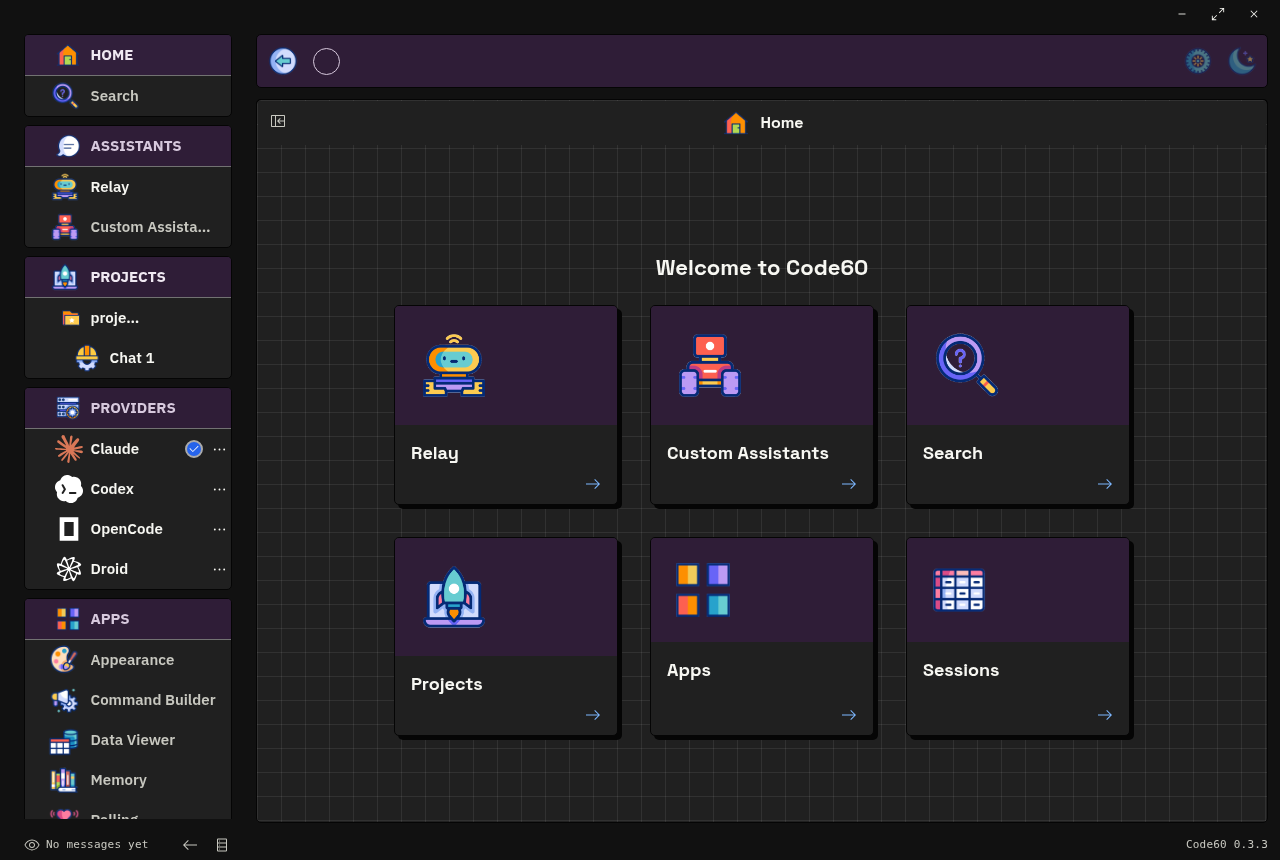 HOME
Search
ASSISTANTS
Relay
Custom Assista...
PROJECTS
proje...
Chat 1
PROVIDERS
Claude
Codex
OpenCode
Droid
APPS
Appearance
Command Builder
Data Viewer
Memory
Home
Welcome to Code60
Relay
Custom Assistants
Search
Projects
Apps
Sessions
No messages yet
Code60 0.3.3